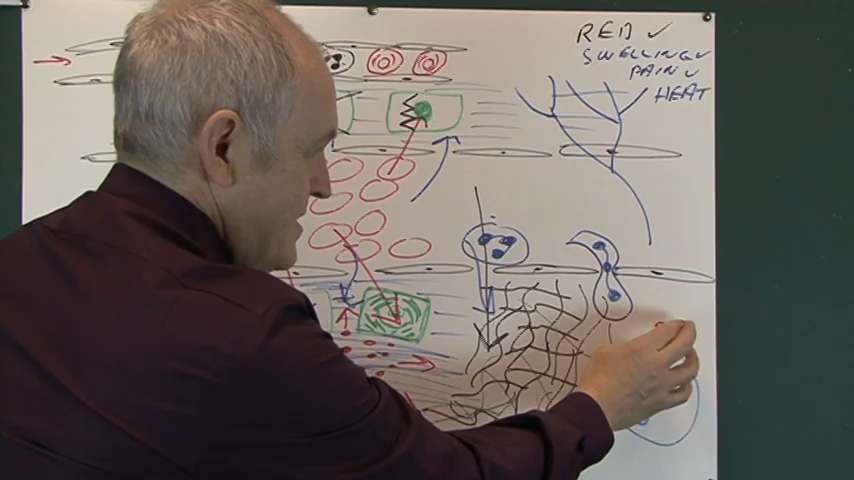 RED ✓
SWELLING ✓
PAIN ✓
HEAT